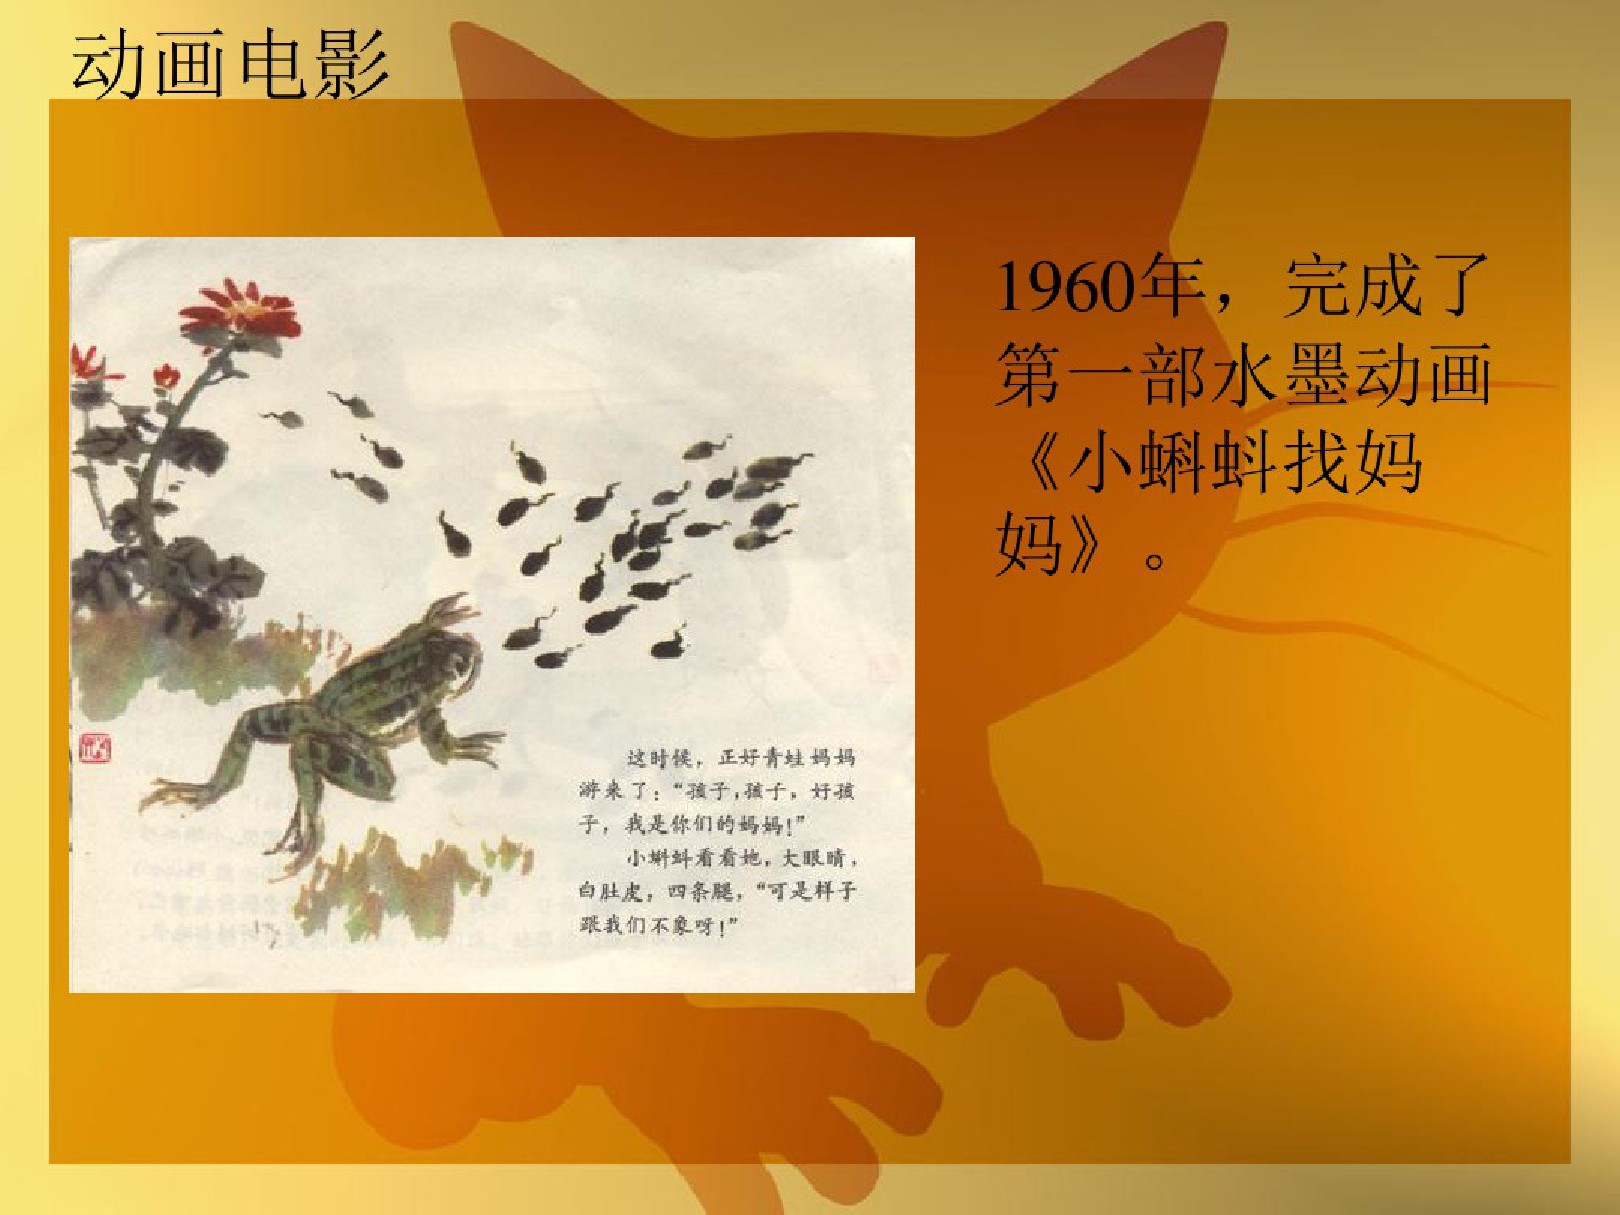 动画电影
1960年，完成了
第一部水墨动画
《小蝌蚪找妈
妈》。
这时候，正好青蛙妈妈
游来了：“孩子，孩子，好孩
子，我是你们的妈妈！”
小蝌蚪看看她，大眼睛，
白肚皮，四条腿，“可是样子
跟我们不象呀！”